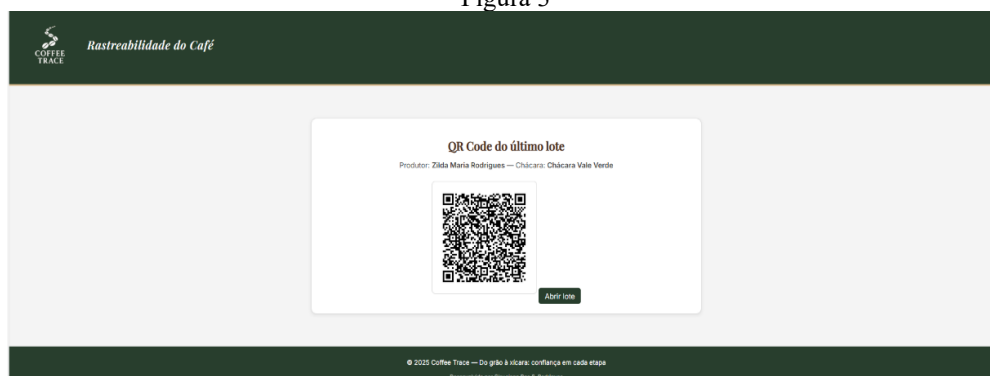 Figura 3
COFFEE
TRACE
Rastreabilidade do Café
QR Code do último lote
Produtor: Zilda Maria Rodrigues — Chácara: Chácara Vale Verde
Abrir lote
© 2025 Coffee Trace — Do grão à xícara: confiança em cada etapa